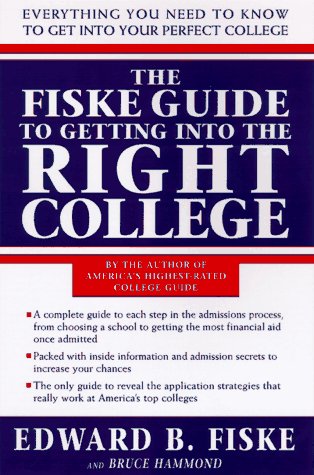 EVERYTHING YOU NEED TO KNOW
TO GET INTO YOUR PERFECT COLLEGE
THE
FISKE GUIDE
TO GETTING INTO THE
RIGHT
COLLEGE
BY THE AUTHOR OF
AMERICA'S HIGHEST-RATED
COLLEGE GUIDE
A complete guide to each step in the admissions process,
from choosing a school to getting the most financial aid
once admitted
Packed with inside information and admission secrets to
increase your chances
The only guide to reveal the application strategies that
really work at America's top colleges
EDWARD B. FISKE
AND BRUCE HAMMOND